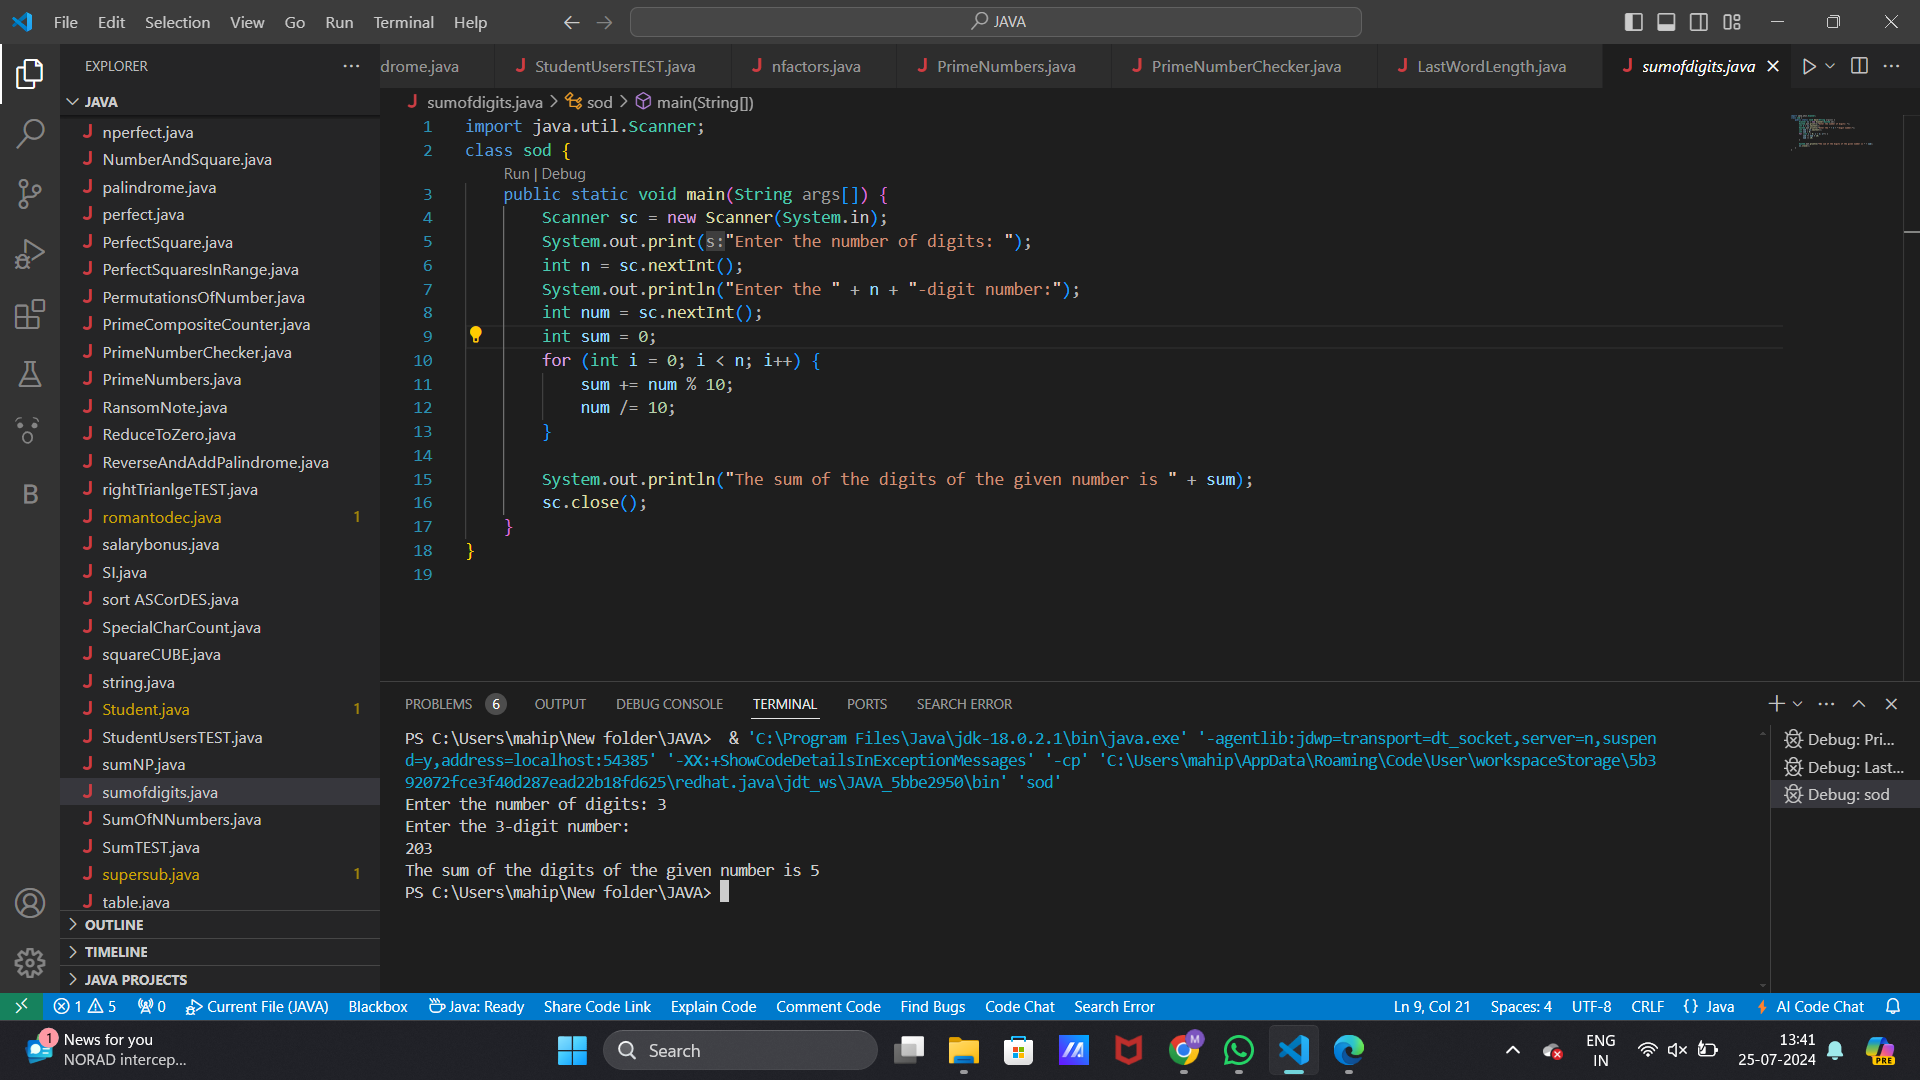 File Edit Selection View Go Run Terminal Help
JAVA
EXPLORER
drome.java
StudentUsersTEST.java
nfactors.java
PrimeNumbers.java
PrimeNumberChecker.java
LastWordLength.java
sumofdigits.java
JAVA
nperfect.java
NumberAndSquare.java
palindrome.java
perfect.java
PerfectSquare.java
PerfectSquaresInRange.java
PermutationsOfNumber.java
PrimeCompositeCounter.java
PrimeNumberChecker.java
PrimeNumbers.java
RansomNote.java
ReduceToZero.java
ReverseAndAddPalindrome.java
rightTrianlgeTEST.java
romantodec.java 1
salarybonus.java
SI.java
sort ASCorDES.java
SpecialCharCount.java
squareCUBE.java
string.java
Student.java 1
StudentUsersTEST.java
sumNP.java
sumofdigits.java
SumOfNNumbers.java
SumTEST.java
supersub.java 1
table.java
OUTLINE
TIMELINE
JAVA PROJECTS
sumofdigits.java > sod > main(String[])
1 import java.util.Scanner;
2 class sod {
Run | Debug
3 public static void main(String args[]) {
4 Scanner sc = new Scanner(System.in);
5 System.out.print(s:"Enter the number of digits: ");
6 int n = sc.nextInt();
7 System.out.println("Enter the " + n + "-digit number:");
8 int num = sc.nextInt();
9 int sum = 0;
10 for (int i = 0; i < n; i++) {
11 sum += num % 10;
12 num /= 10;
13 }
14
15 System.out.println("The sum of the digits of the given number is " + sum);
16 sc.close();
17 }
18 }
19
PROBLEMS 6 OUTPUT DEBUG CONSOLE TERMINAL PORTS SEARCH ERROR
PS C:\Users\mahip\New folder\JAVA>  & 'C:\Program Files\Java\jdk-18.0.2.1\bin\java.exe' '-agentlib:jdwp=transport=dt_socket,server=n,suspen
d=y,address=localhost:54385' '-XX:+ShowCodeDetailsInExceptionMessages' '-cp' 'C:\Users\mahip\AppData\Roaming\Code\User\workspaceStorage\5b3
92072fce3f40d287ead22b18fd625\redhat.java\jdt_ws\JAVA_5bbe2950\bin' 'sod'
Enter the number of digits: 3
Enter the 3-digit number:
203
The sum of the digits of the given number is 5
PS C:\Users\mahip\New folder\JAVA>
Debug: Pri...
Debug: Last...
Debug: sod
1 5 0 Current File (JAVA) Blackbox Java: Ready Share Code Link Explain Code Comment Code Find Bugs Code Chat Search Error Ln 9, Col 21 Spaces: 4 UTF-8 CRLF {} Java AI Code Chat
1
News for you
NORAD intercep...
Search
M
ENG
IN
13:41
25-07-2024
PRE